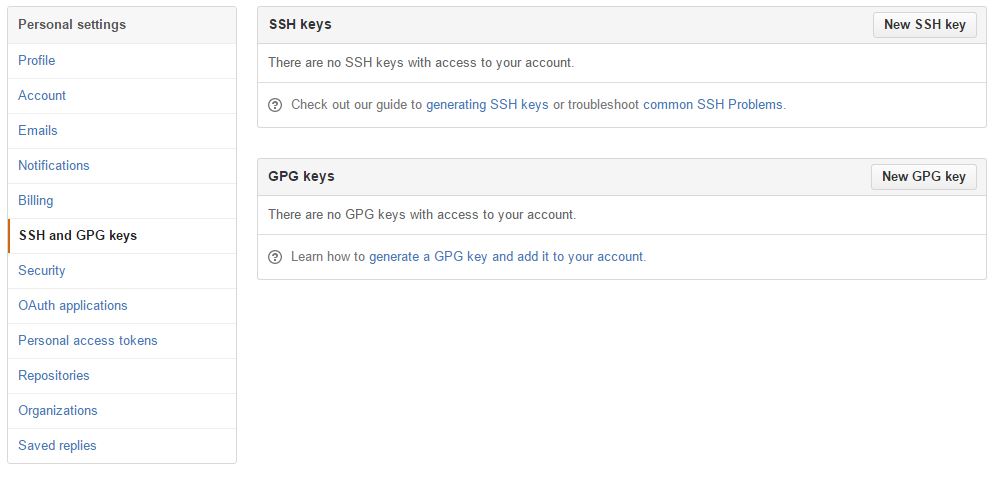 Personal settings
Profile
Account
Emails
Notifications
Billing
SSH and GPG keys
Security
OAuth applications
Personal access tokens
Repositories
Organizations
Saved replies
SSH keys
New SSH key
There are no SSH keys with access to your account.
Check out our guide to generating SSH keys or troubleshoot common SSH Problems.
GPG keys
New GPG key
There are no GPG keys with access to your account.
Learn how to generate a GPG key and add it to your account.